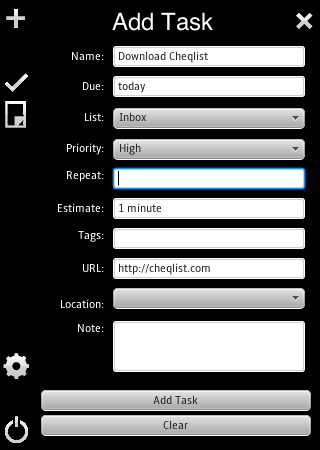 Add Task
Name: Download Cheqlist
Due: today
List: Inbox
Priority: High
Repeat:
Estimate: 1 minute
Tags:
URL: http://cheqlist.com
Location:
Note:
Add Task
Clear